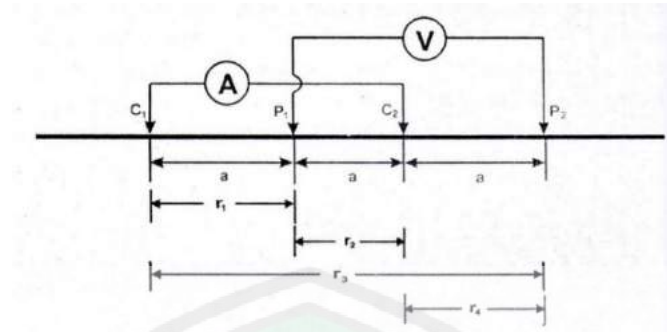 V
A
C₁ P₁ C₂ P₂
a a a
r₁
r₂
r₃
r₄